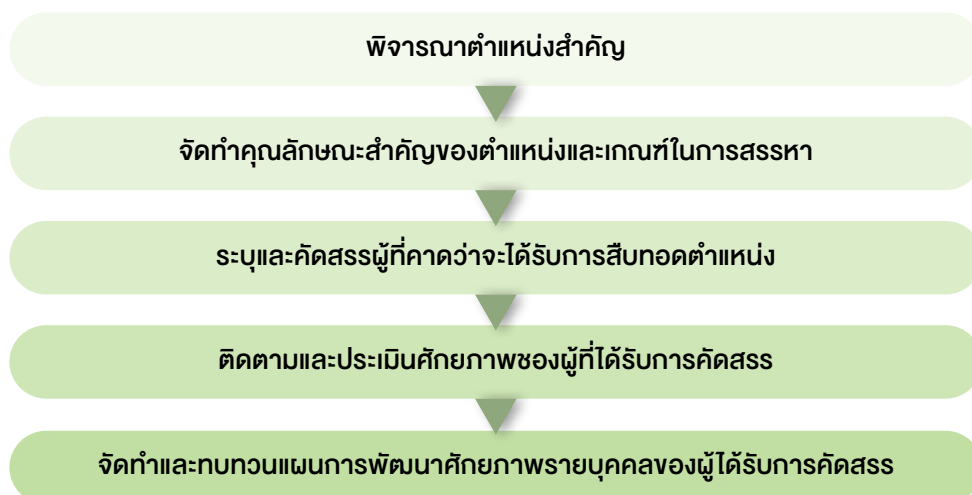 พิจารณาตำแหน่งสำคัญ
จัดทำคุณลักษณะสำคัญของตำแหน่งและเกณฑ์ในการสรรหา
ระบุและคัดสรรผู้ที่คาดว่าจะได้รับการสืบทอดตำแหน่ง
ติดตามและประเมินศักยภาพชองผู้ที่ได้รับการคัดสรร
จัดทำและทบทวนแผนการพัฒนาศักยภาพรายบุคคลของผู้ได้รับการคัดสรร